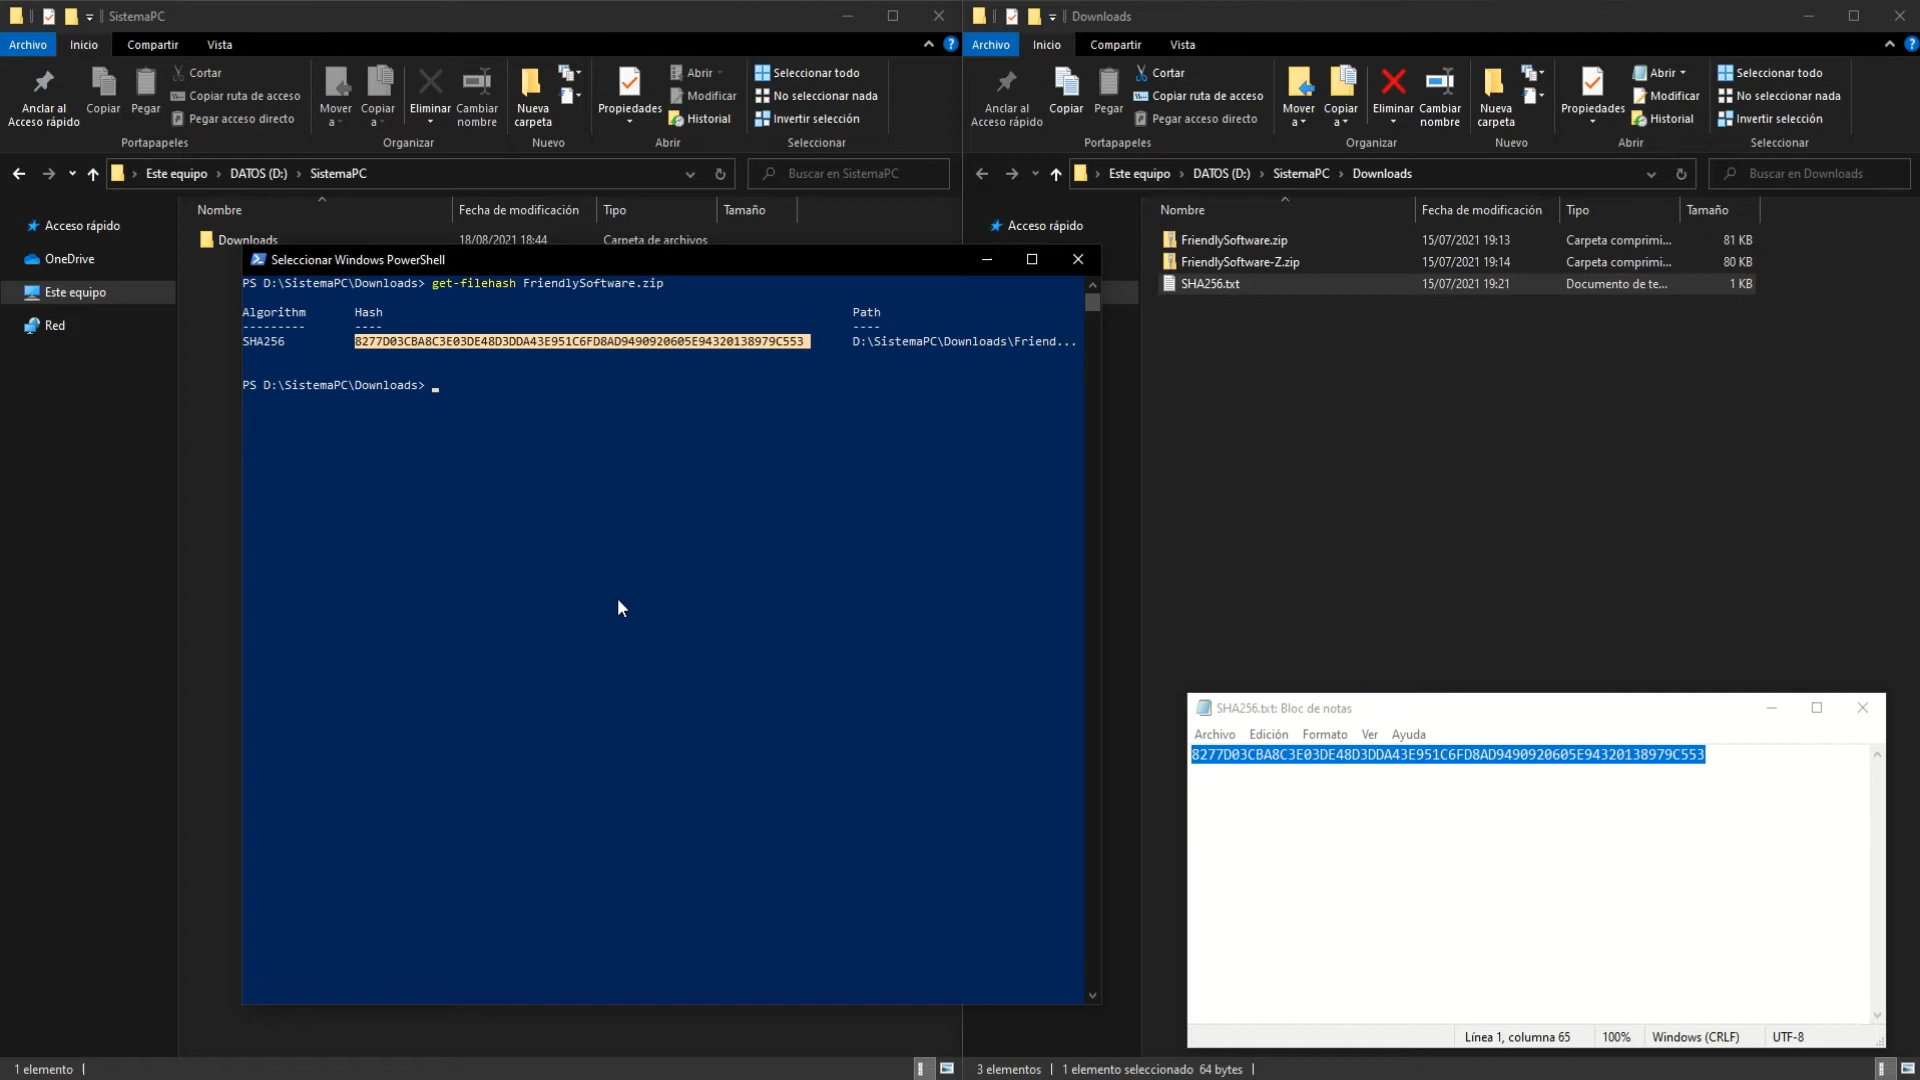 SistemaPC
Archivo Inicio Compartir Vista
Anclar al Acceso rápido
Copiar
Pegar
Cortar
Copiar ruta de acceso
Pegar acceso directo
Portapapeles
Mover a
Copiar a
Eliminar
Cambiar nombre
Organizar
Nueva carpeta
Nuevo
Propiedades
Abrir
Modificar
Historial
Abrir
Seleccionar todo
No seleccionar nada
Invertir selección
Seleccionar
Este equipo › DATOS (D:) › SistemaPC
Buscar en SistemaPC
Acceso rápido
OneDrive
Este equipo
Red
Nombre Fecha de modificación Tipo Tamaño
Downloads 18/08/2021 18:44 Carpeta de archivos
1 elemento
Seleccionar Windows PowerShell
PS D:\SistemaPC\Downloads> get-filehash FriendlySoftware.zip
Algorithm Hash Path
--------- ---- ----
SHA256 8277D03CBA8C3E03DE48D3DDA43E951C6FD8AD9490920605E94320138979C553 D:\SistemaPC\Downloads\Friend...
PS D:\SistemaPC\Downloads> _
Downloads
Archivo Inicio Compartir Vista
Anclar al Acceso rápido
Copiar
Pegar
Cortar
Copiar ruta de acceso
Pegar acceso directo
Portapapeles
Mover a
Copiar a
Eliminar
Cambiar nombre
Organizar
Nueva carpeta
Nuevo
Propiedades
Abrir
Modificar
Historial
Abrir
Seleccionar todo
No seleccionar nada
Invertir selección
Seleccionar
Este equipo › DATOS (D:) › SistemaPC › Downloads
Buscar en Downloads
Acceso rápido
Nombre Fecha de modificación Tipo Tamaño
FriendlySoftware.zip 15/07/2021 19:13 Carpeta comprimi... 81 KB
FriendlySoftware-Z.zip 15/07/2021 19:14 Carpeta comprimi... 80 KB
SHA256.txt 15/07/2021 19:21 Documento de te... 1 KB
SHA256.txt: Bloc de notas
Archivo Edición Formato Ver Ayuda
8277D03CBA8C3E03DE48D3DDA43E951C6FD8AD9490920605E94320138979C553
Línea 1, columna 65 100% Windows (CRLF) UTF-8
3 elementos 1 elemento seleccionado 64 bytes